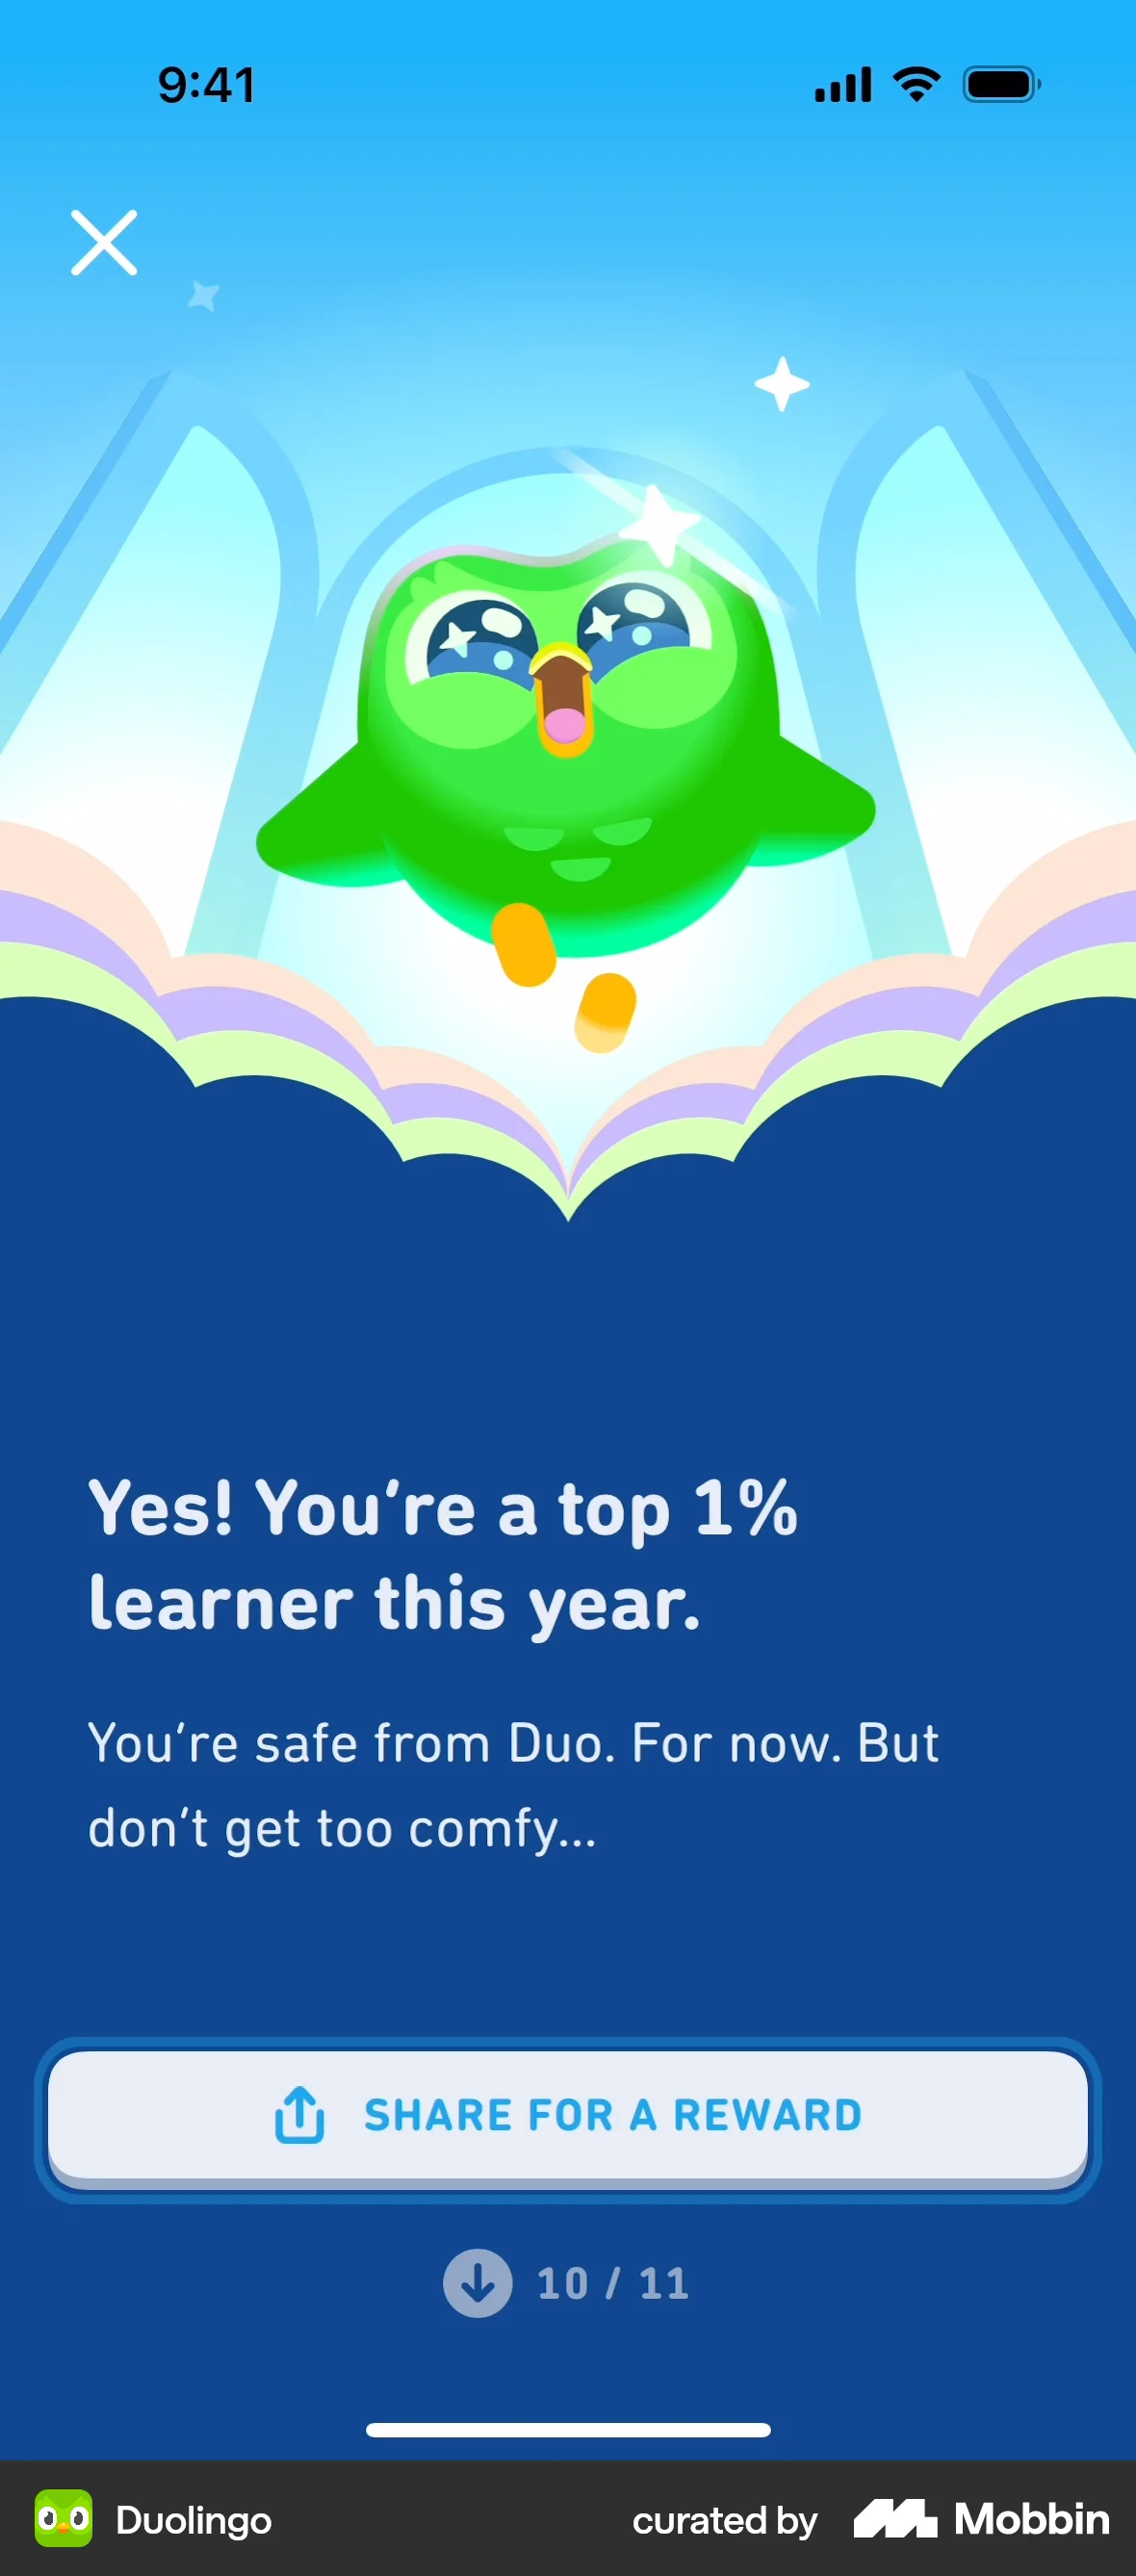 9:41
Yes! You’re a top 1%
learner this year.
You’re safe from Duo. For now. But
don’t get too comfy...
SHARE FOR A REWARD
10 / 11
Duolingo
curated by Mobbin